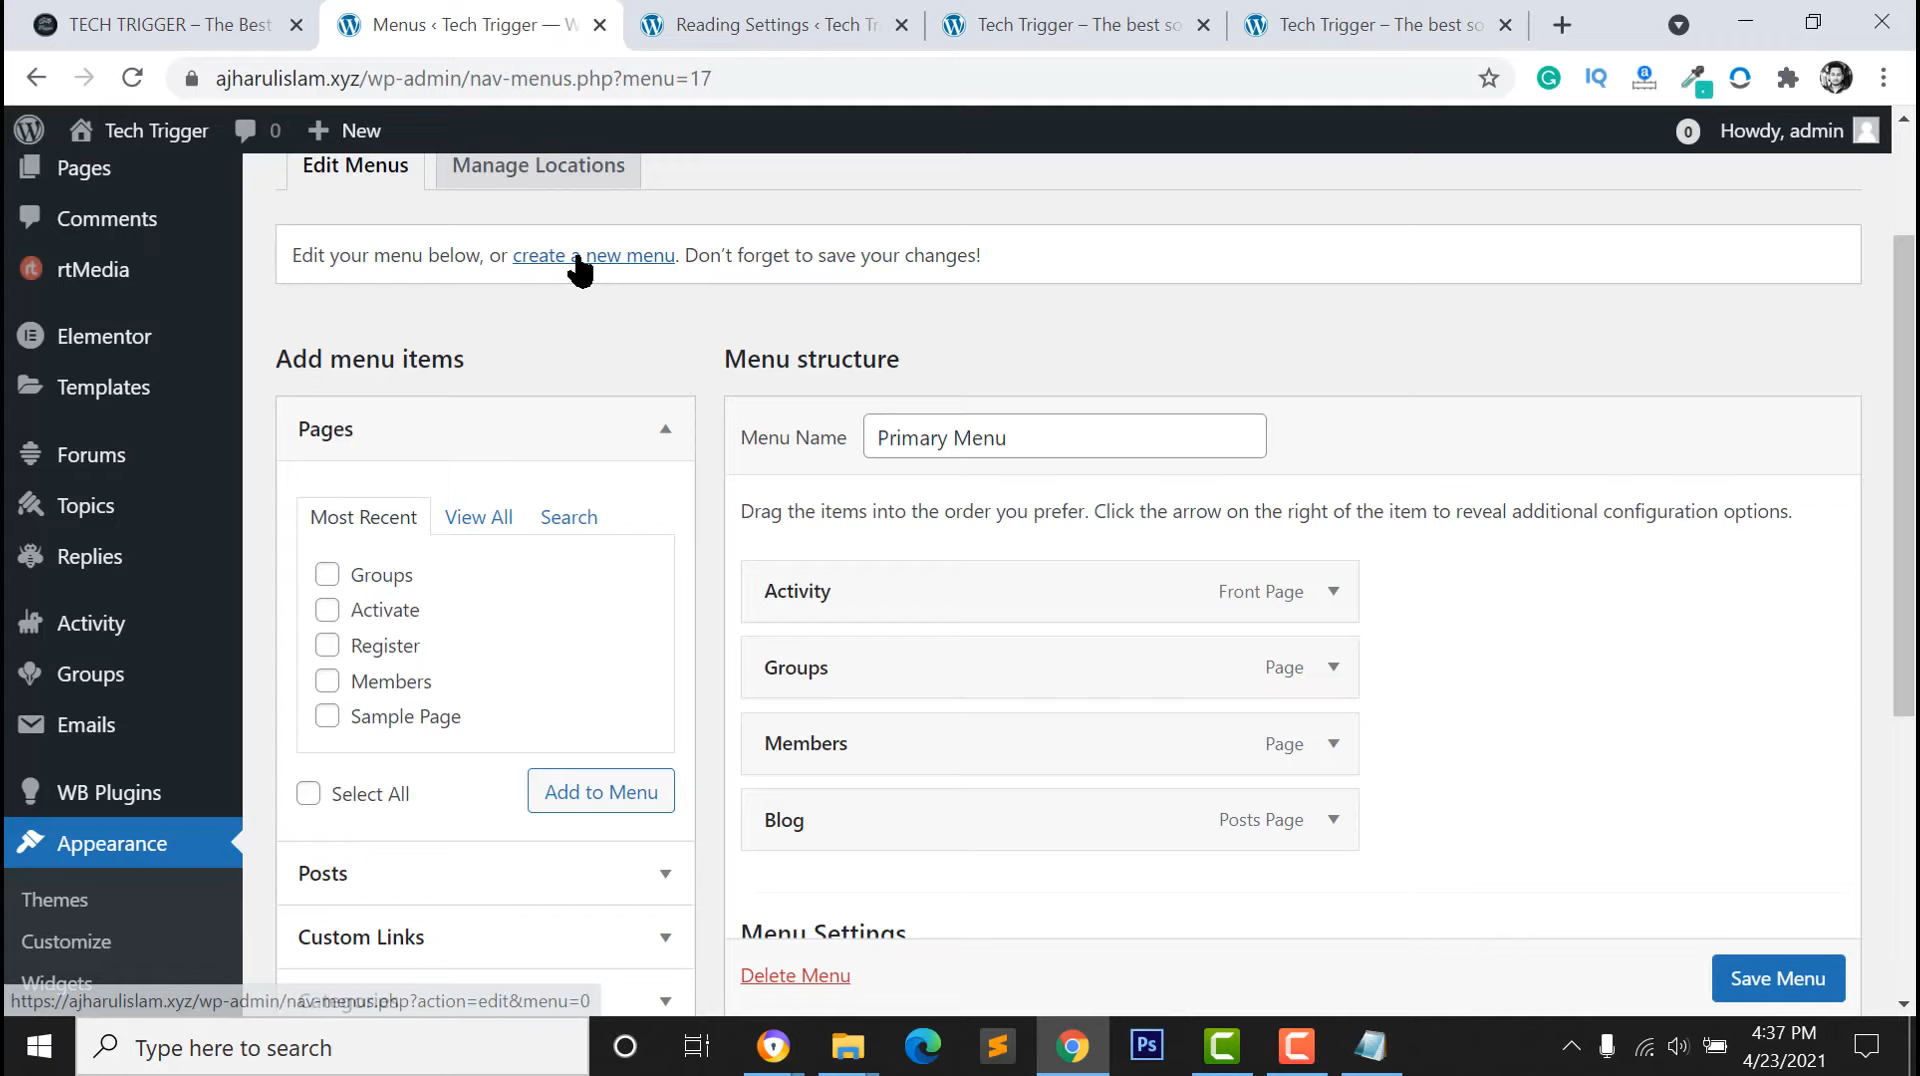 TECH TRIGGER – The Best
Menus ‹ Tech Trigger — W
Reading Settings ‹ Tech Tr
Tech Trigger – The best so
Tech Trigger – The best so
ajharulislam.xyz/wp-admin/nav-menus.php?menu=17
Tech Trigger
0
New
0
Howdy, admin
Pages
Comments
rtMedia
Elementor
Templates
Forums
Topics
Replies
Activity
Groups
Emails
WB Plugins
Appearance
Themes
Customize
Widgets
https://ajharulislam.xyz/wp-admin/nav-menus.php?action=edit&menu=0
Edit Menus
Manage Locations
Edit your menu below, or create a new menu. Don't forget to save your changes!
Add menu items
Pages
Most Recent
View All
Search
Groups
Activate
Register
Members
Sample Page
Select All
Add to Menu
Posts
Custom Links
Menu structure
Menu Name
Primary Menu
Drag the items into the order you prefer. Click the arrow on the right of the item to reveal additional configuration options.
Activity
Front Page
Groups
Page
Members
Page
Blog
Posts Page
Menu Settings
Delete Menu
Save Menu
Type here to search
Ps
4:37 PM
4/23/2021